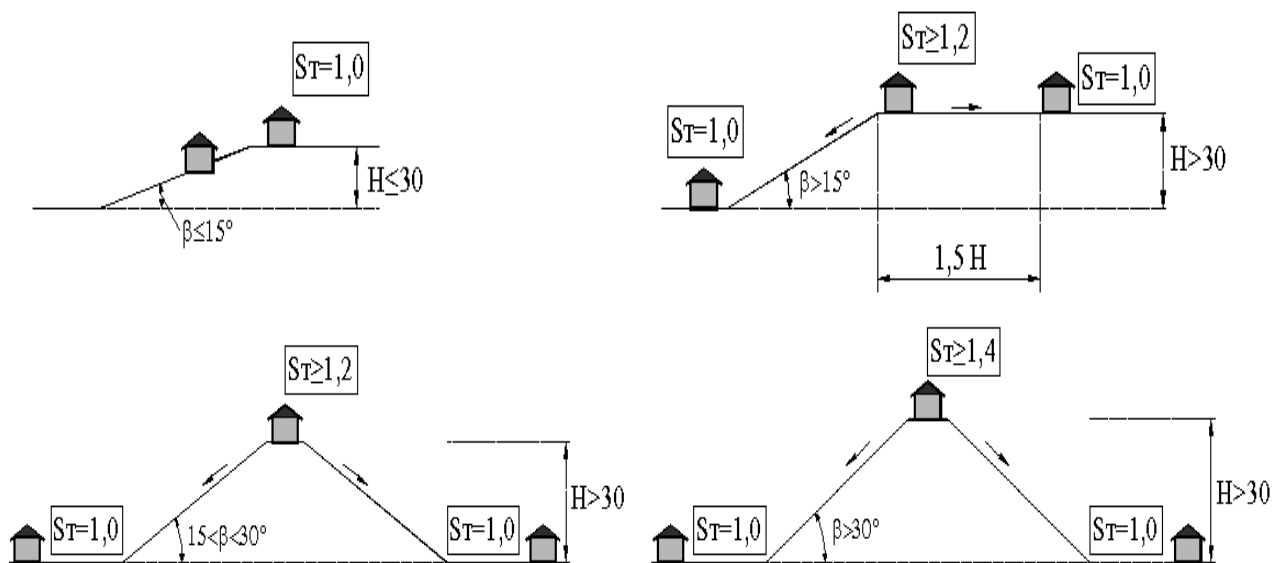 ST=1,0
H≤30
β≤15°
ST≥1,2
ST=1,0
ST=1,0
β>15°
H>30
1,5 H
ST≥1,2
ST=1,0
15<β<30°
ST=1,0
H>30
ST≥1,4
ST=1,0
β>30°
ST=1,0
H>30